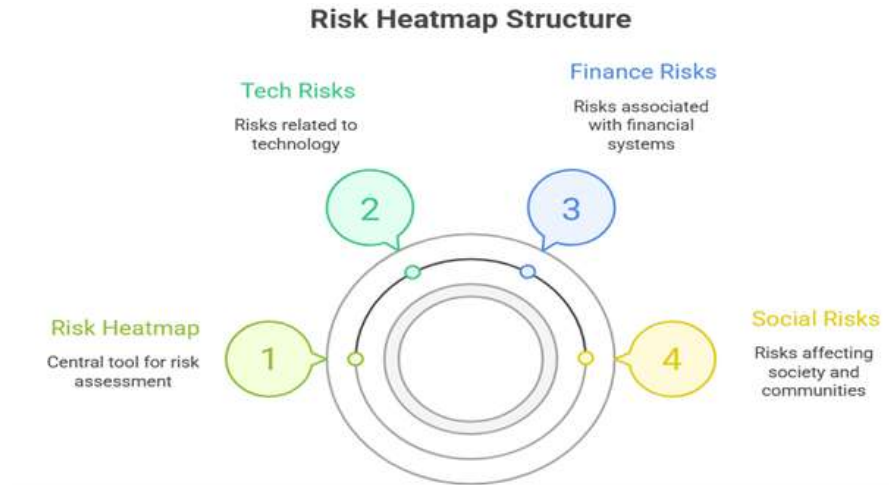 Risk Heatmap Structure
Tech Risks
Risks related to
technology
2
Finance Risks
Risks associated
with financial
systems
3
Risk Heatmap
Central tool for risk
assessment
1
Social Risks
Risks affecting
society and
communities
4